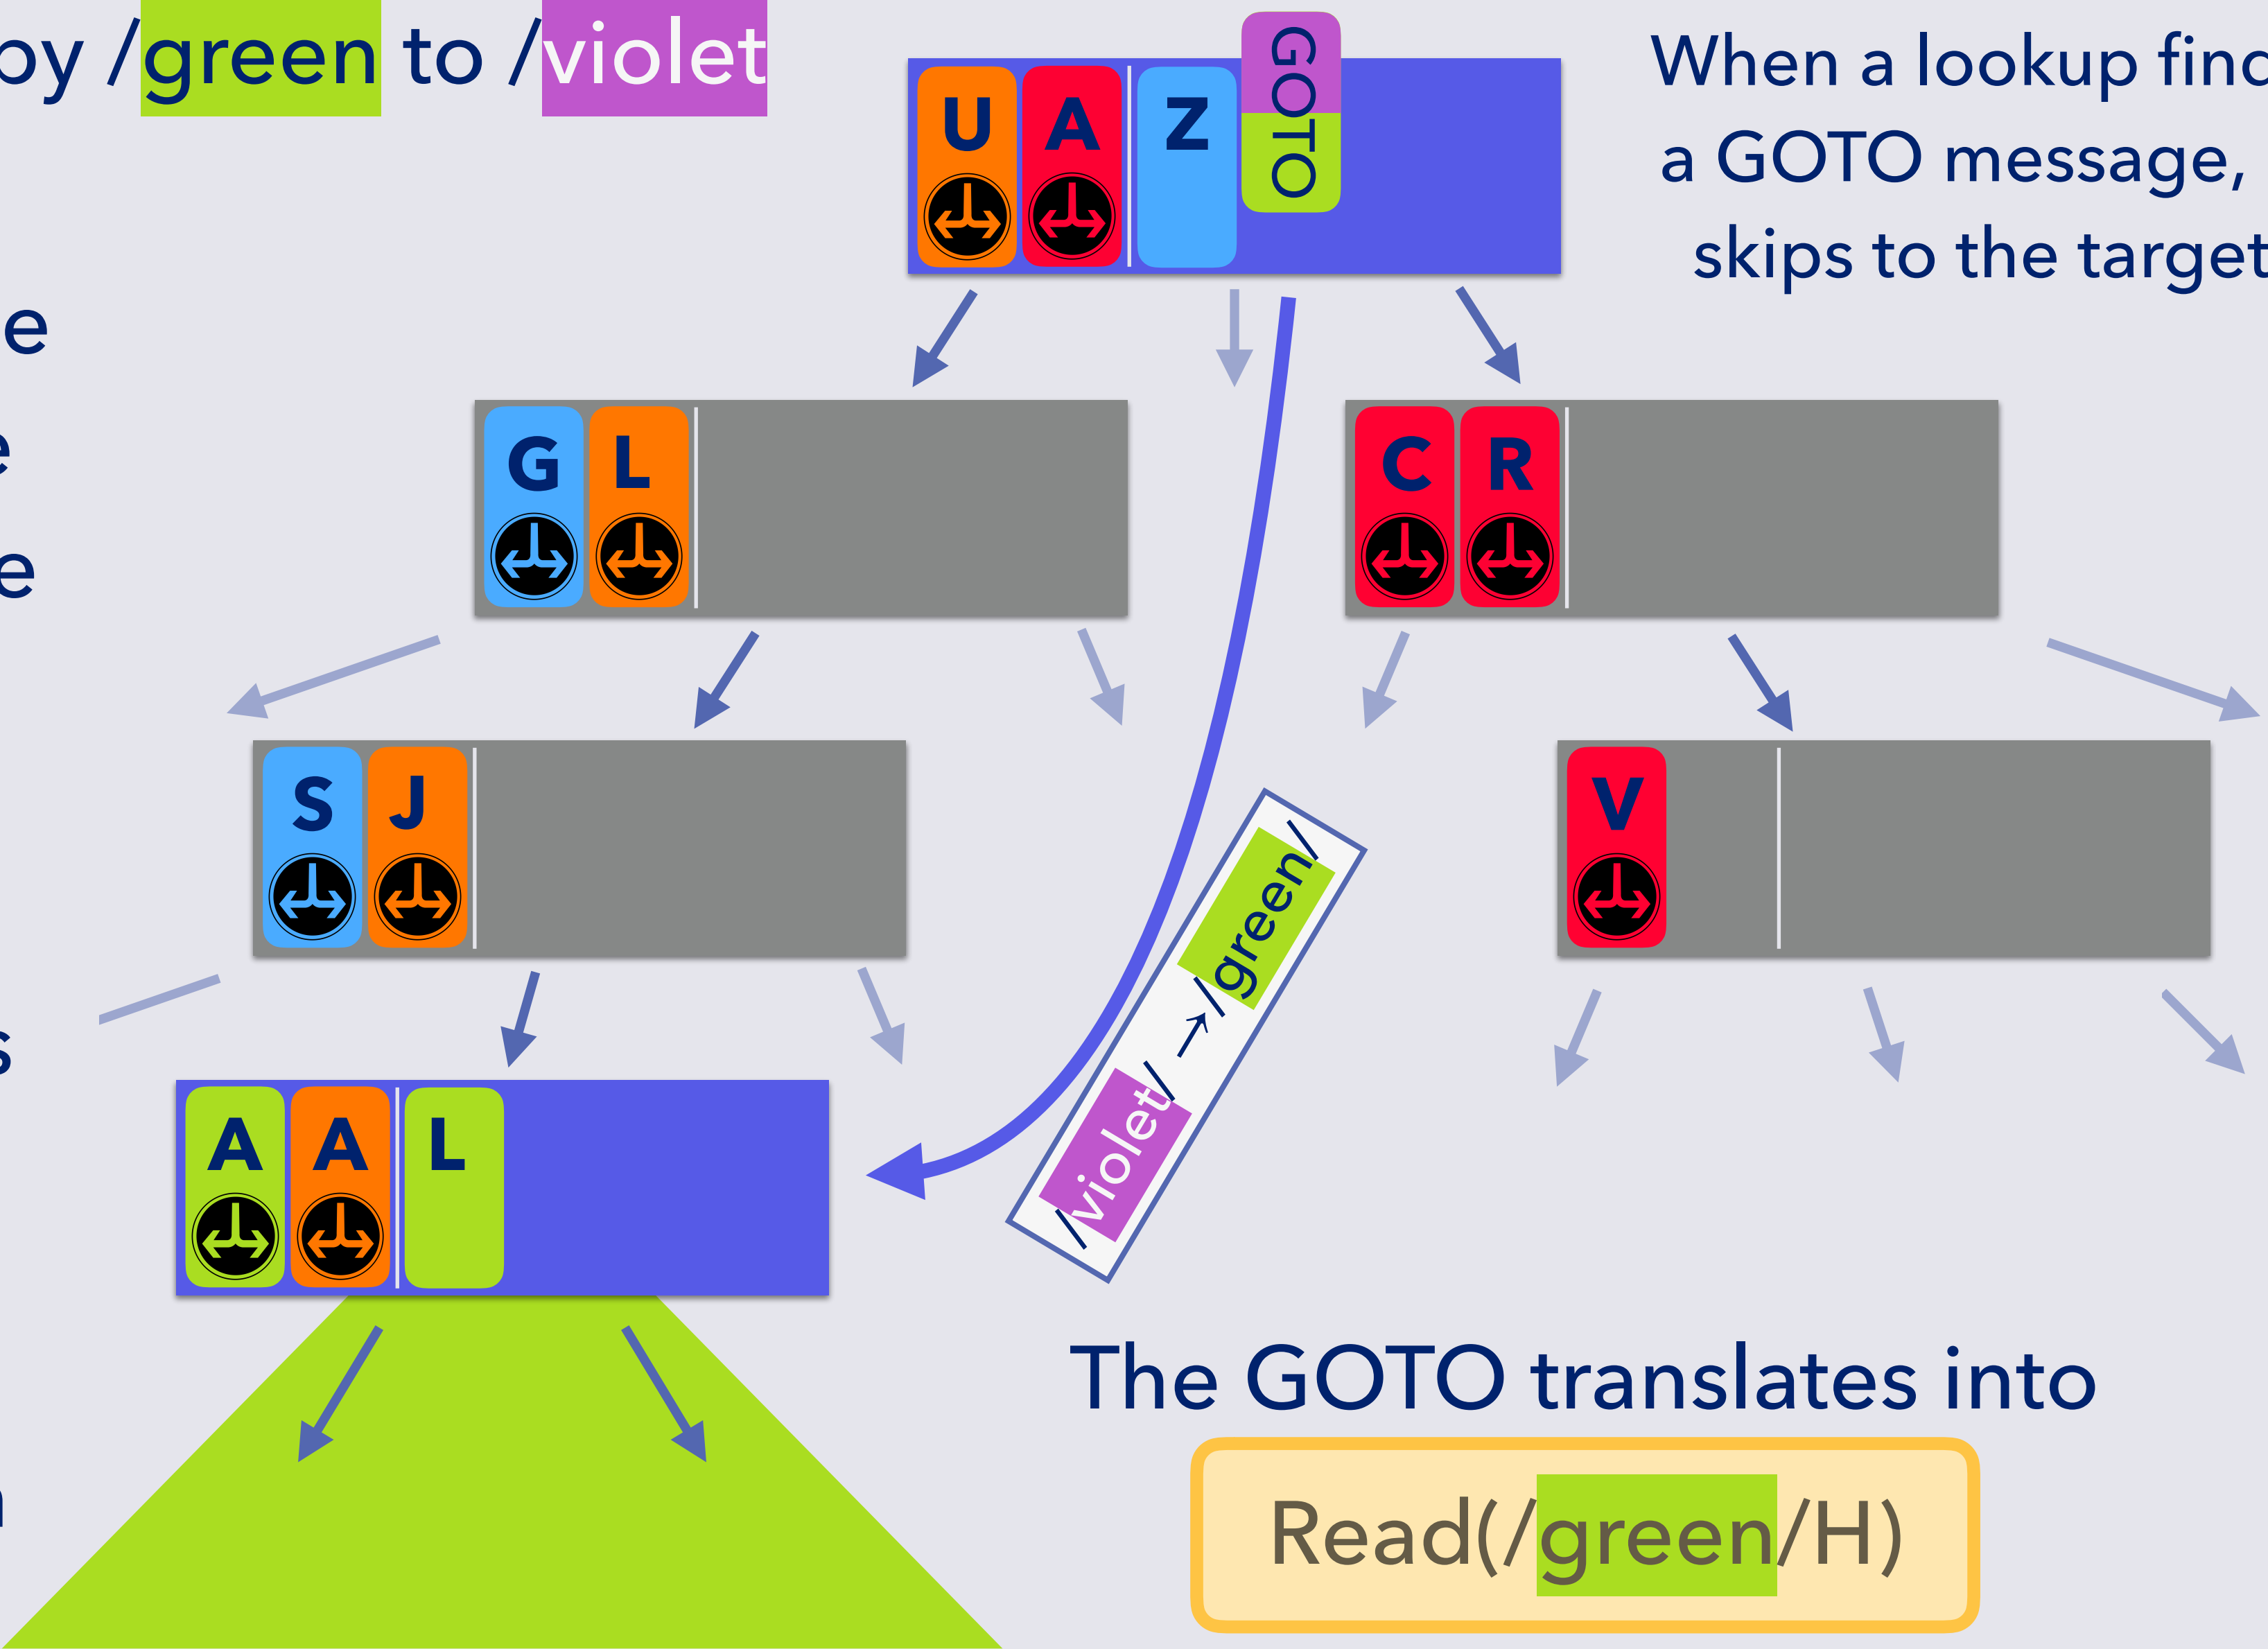 /green to /violet
When a lookup
a GOTO message,
skips to the target
GOTO
U A Z
G L
C R
S J
V
/violet/ → /green/
A A L
The GOTO translates into
Read(/green/H)